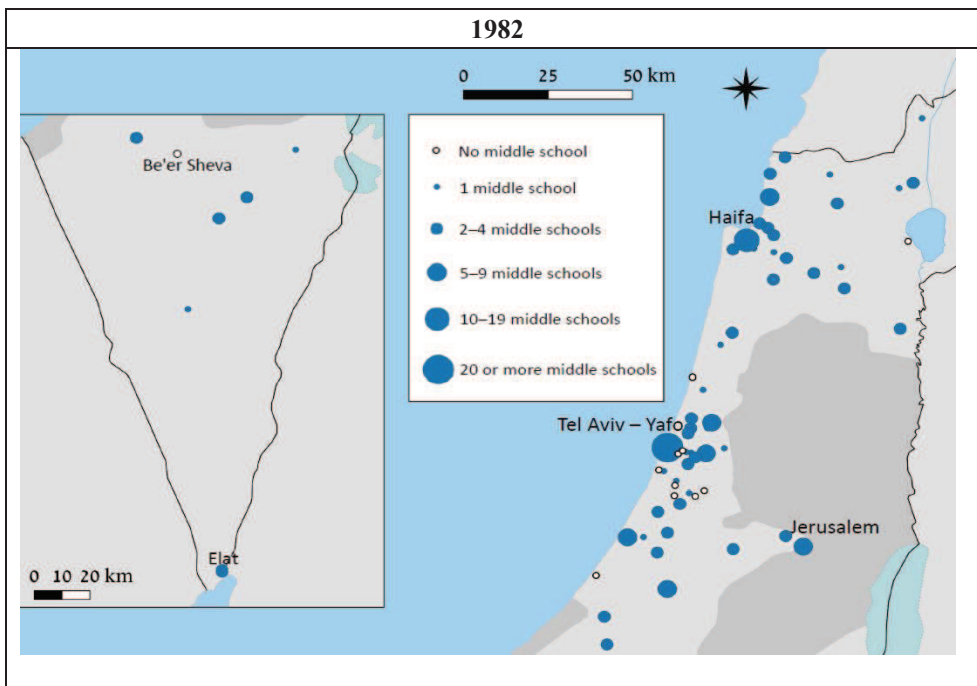 1982
0 25 50 km
No middle school
1 middle school
2–4 middle schools
5–9 middle schools
10–19 middle schools
20 or more middle schools
Be'er Sheva
Haifa
Tel Aviv – Yafo
Jerusalem
Elat
0 10 20 km